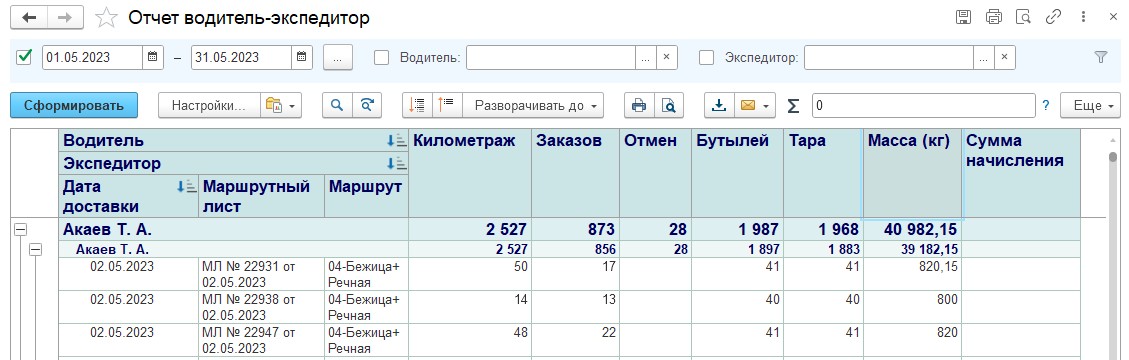 Отчет водитель-экспедитор
01.05.2023 – 31.05.2023 ... Водитель: ... × Экспедитор: ... ×
Сформировать Настройки... Разворачивать до Σ 0 ? Еще
Водитель Километраж Заказов Отмен Бутылей Тара Масса (кг) Сумма
начисления
Экспедитор
Дата
доставки
Маршрутный
лист
Маршрут
Акаев Т. А. 2 527 873 28 1 987 1 968 40 982,15
Акаев Т. А. 2 527 856 28 1 897 1 883 39 182,15
02.05.2023 МЛ № 22931 от 04-Бежица+ 50 17 41 41 820,15
02.05.2023 Речная
02.05.2023 МЛ № 22938 от 04-Бежица+ 14 13 40 40 800
02.05.2023 Речная
02.05.2023 МЛ № 22947 от 04-Бежица+ 48 22 41 41 820
02.05.2023 Речная